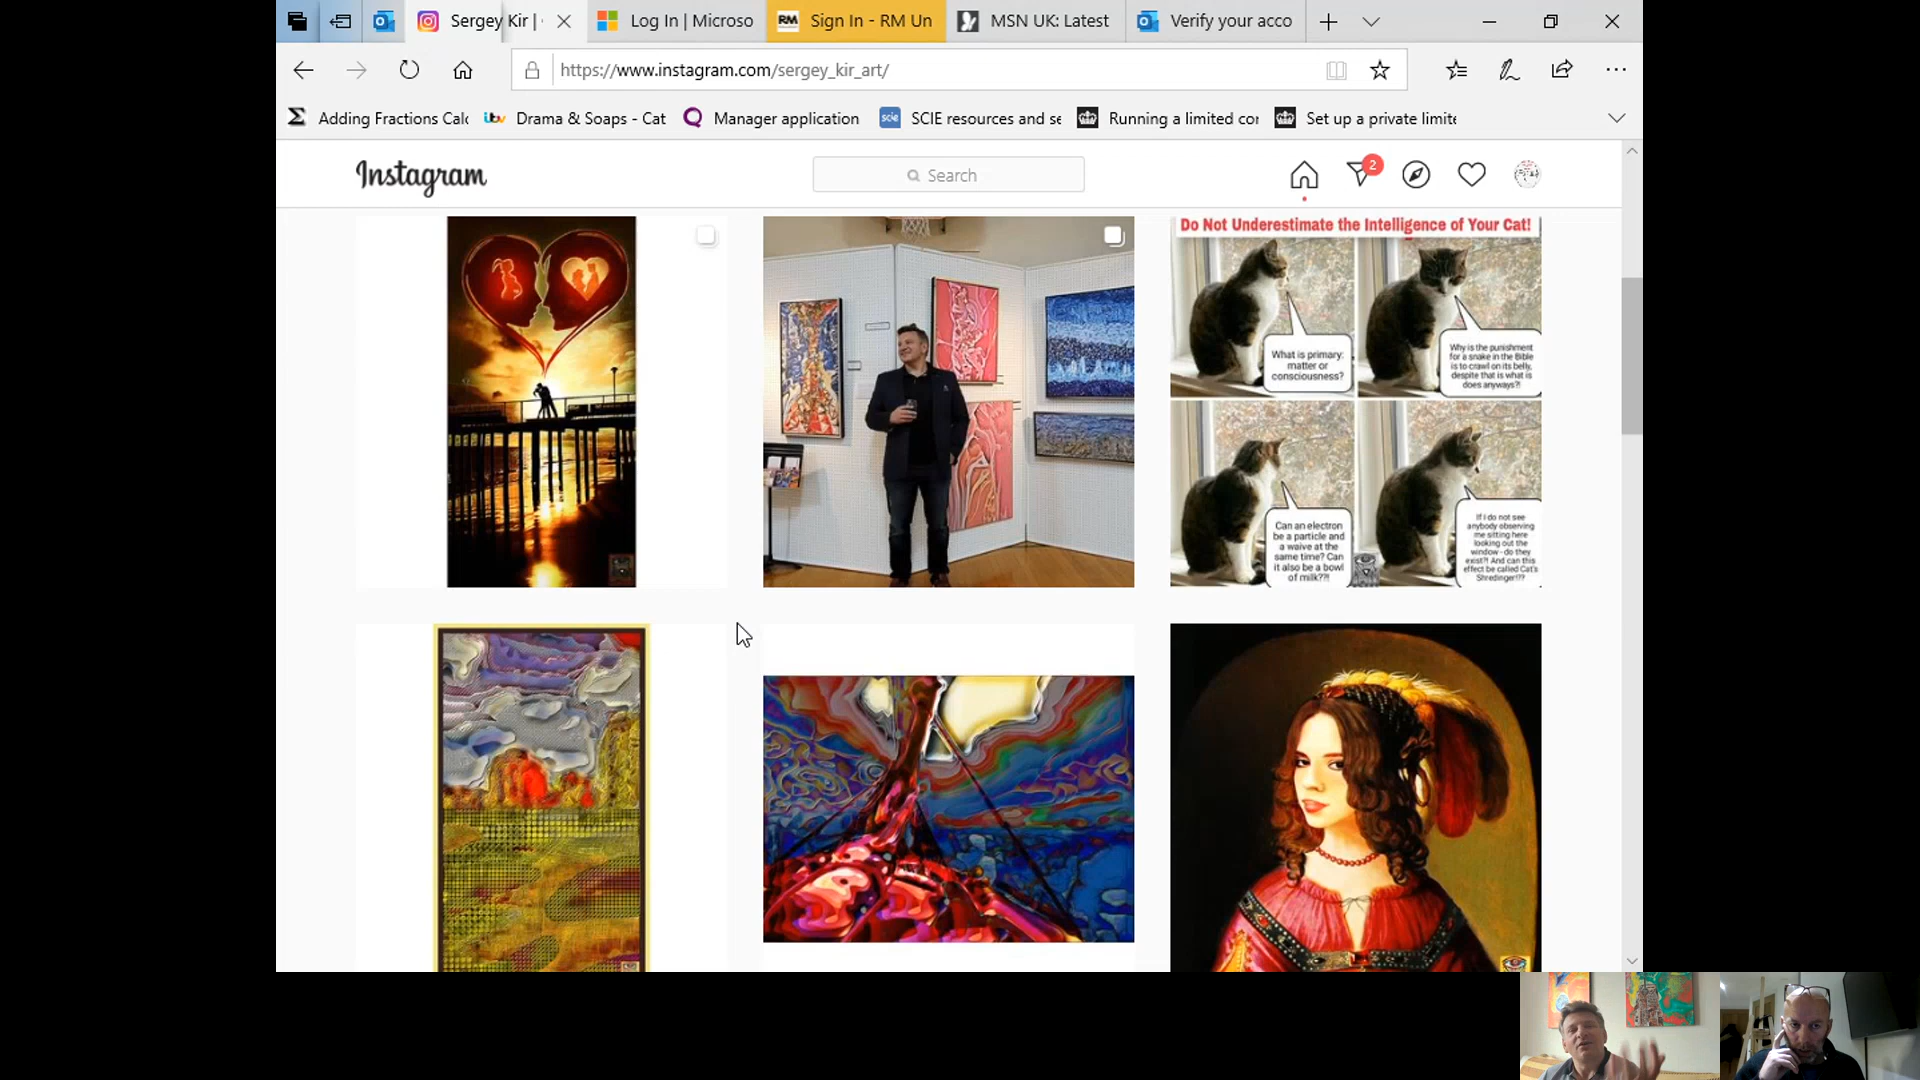 Sergey Kir |
Log In | Microso
Sign In - RM Un
MSN UK: Latest
Verify your acco
https://www.instagram.com/sergey_kir_art/
Adding Fractions Calc
itv
Drama & Soaps - Cat
Manager application
scie
SCIE resources and se
Running a limited cor
Set up a private limite
Instagram
Search
2
Do Not Underestimate the Intelligence of Your Cat!
What is primary:
matter or
consciousness?
Why is the punishment
for a snake in the Bible
is to crawl on its belly,
despite that is what is
does anyways?!
Can an electron
be a particle and
a waive at the
same time? Can
it also be a bowl
of milk??!
If i do not see
anybody observing
me sitting here
looking out the
window - do they
exist?! And can this
effect be called Cat's
Shredinger!??